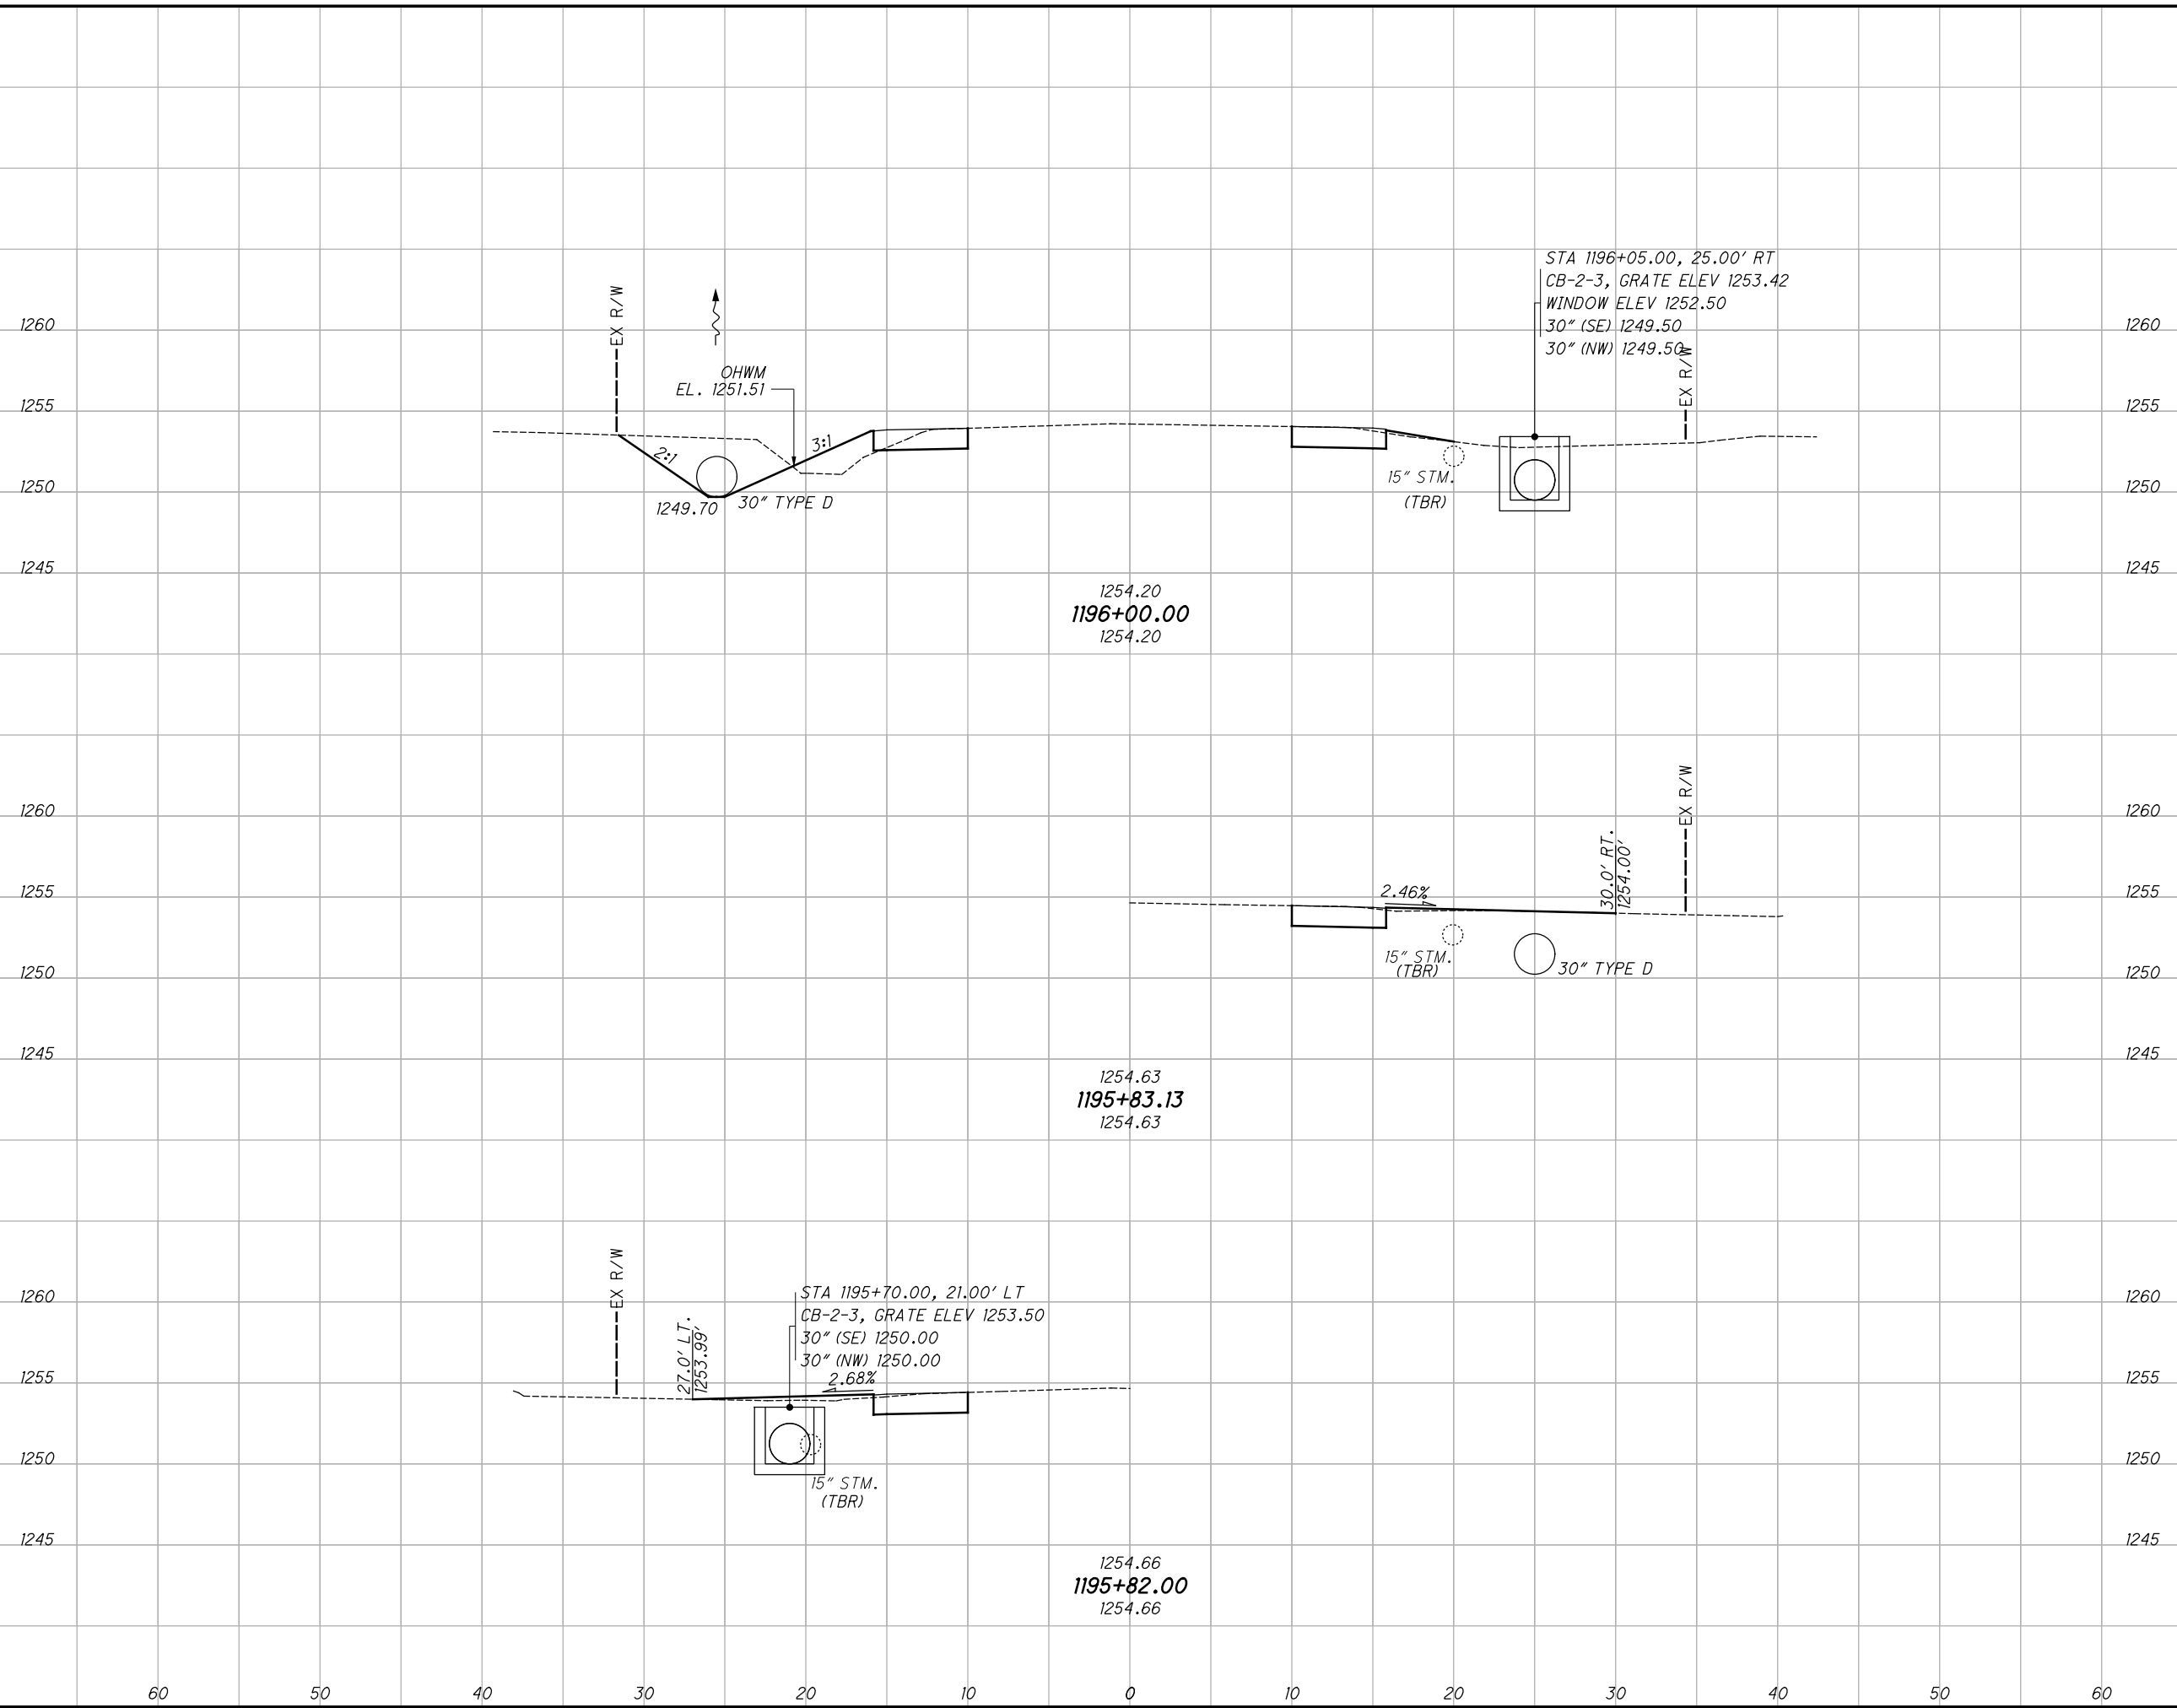 STA 1196+05.00, 25.00' RT
CB-2-3, GRATE ELEV 1253.42
WINDOW ELEV 1252.50
30" (SE) 1249.50
30" (NW) 1249.50
EX R/W
EX R/W
1260
1260
OHWM
EL. 1251.51
1255
1255
2:1
3:1
15" STM.
(TBR)
1250
1250
1249.70
30" TYPE D
1245
1245
1254.20
1196+00.00
1254.20
EX R/W
1260
1260
30.0' RT.
1254.00'
2.46%
1255
1255
15" STM.
(TBR)
30" TYPE D
1250
1250
1245
1245
1254.63
1195+83.13
1254.63
EX R/W
1260
1260
STA 1195+70.00, 21.00' LT
CB-2-3, GRATE ELEV 1253.50
30" (SE) 1250.00
30" (NW) 1250.00
27.0' LT.
1253.99'
2.68%
1255
1255
1250
1250
15" STM.
(TBR)
1245
1245
1254.66
1195+82.00
1254.66
60 50 40 30 20 10 0 10 20 30 40 50 60